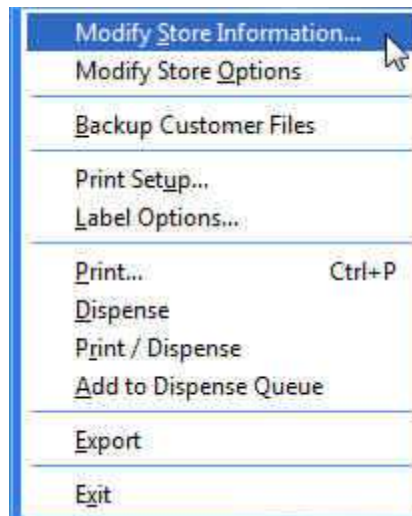 Modify Store Information...
Modify Store Options
Backup Customer Files
Print Setup...
Label Options...
Print... Ctrl+P
Dispense
Print / Dispense
Add to Dispense Queue
Export
Exit